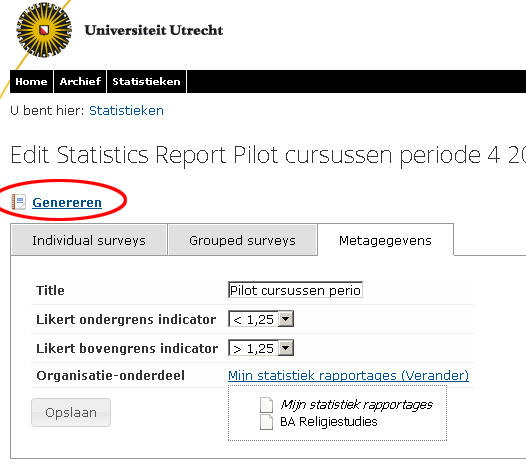 Universiteit Utrecht
Home Archief Statistieken
U bent hier: Statistieken
Edit Statistics Report Pilot cursussen periode 4 20
Genereren
Individual surveys Grouped surveys Metagegevens
Title Pilot cursussen perio
Likert ondergrens indicator < 1,25
Likert bovengrens indicator > 1,25
Organisatie-onderdeel Mijn statistiek rapportages (Verander)
Mijn statistiek rapportages
Opslaan
BA Religiestudies